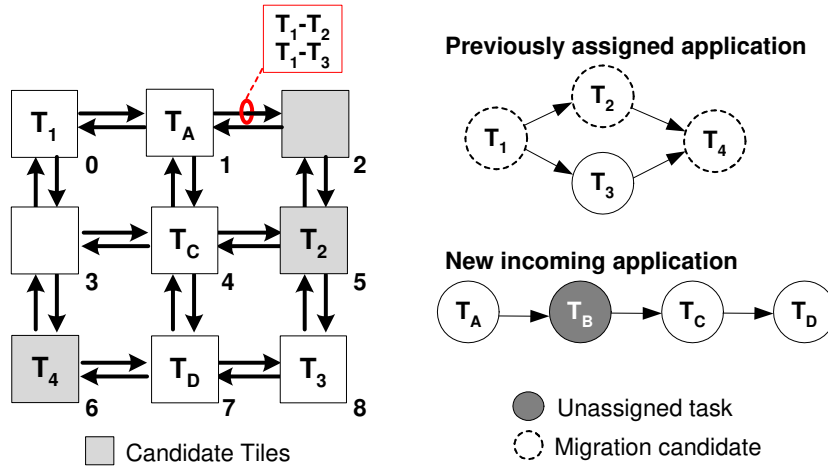 T1-T2
T1-T3
T1
TA
0
1
2
TC
T2
3
4
5
T4
TD
T3
6
7
8
Candidate Tiles
Previously assigned application
T1
T2
T3
T4
New incoming application
TA
TB
TC
TD
Unassigned task
Migration candidate